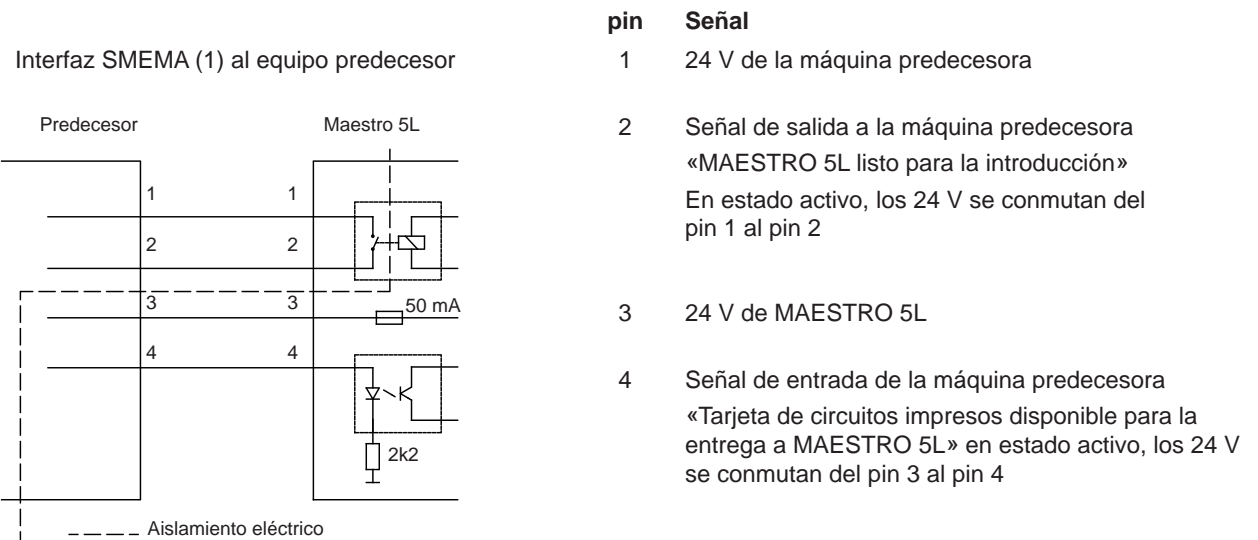 Interfaz SMEMA (1) al equipo predecesor
Predecesor
Maestro 5L
1
1
2
2
3
3
50 mA
4
4
2k2
Aislamiento eléctrico
pin Señal
1 24 V de la máquina predecesora
2 Señal de salida a la máquina predecesora
«MAESTRO 5L listo para la introducción»
En estado activo, los 24 V se conmutan del
pin 1 al pin 2
3 24 V de MAESTRO 5L
4 Señal de entrada de la máquina predecesora
«Tarjeta de circuitos impresos disponible para la
entrega a MAESTRO 5L» en estado activo, los 24 V
se conmutan del pin 3 al pin 4